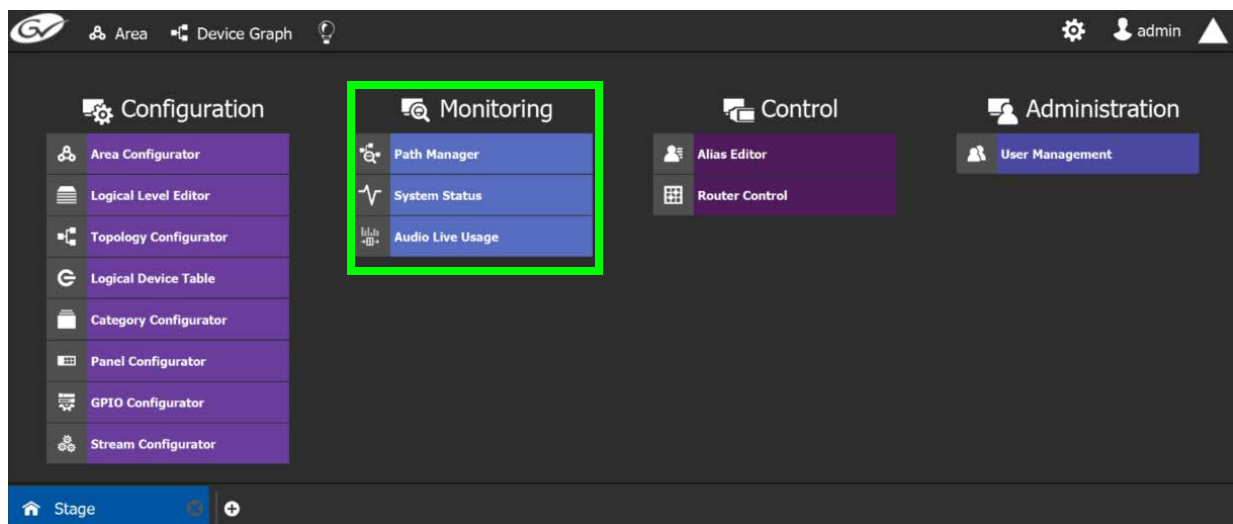 GV Area Device Graph admin
Configuration
Area Configurator
Logical Level Editor
Topology Configurator
Logical Device Table
Category Configurator
Panel Configurator
GPIO Configurator
Stream Configurator
Monitoring
Path Manager
System Status
Audio Live Usage
Control
Alias Editor
Router Control
Administration
User Management
Stage